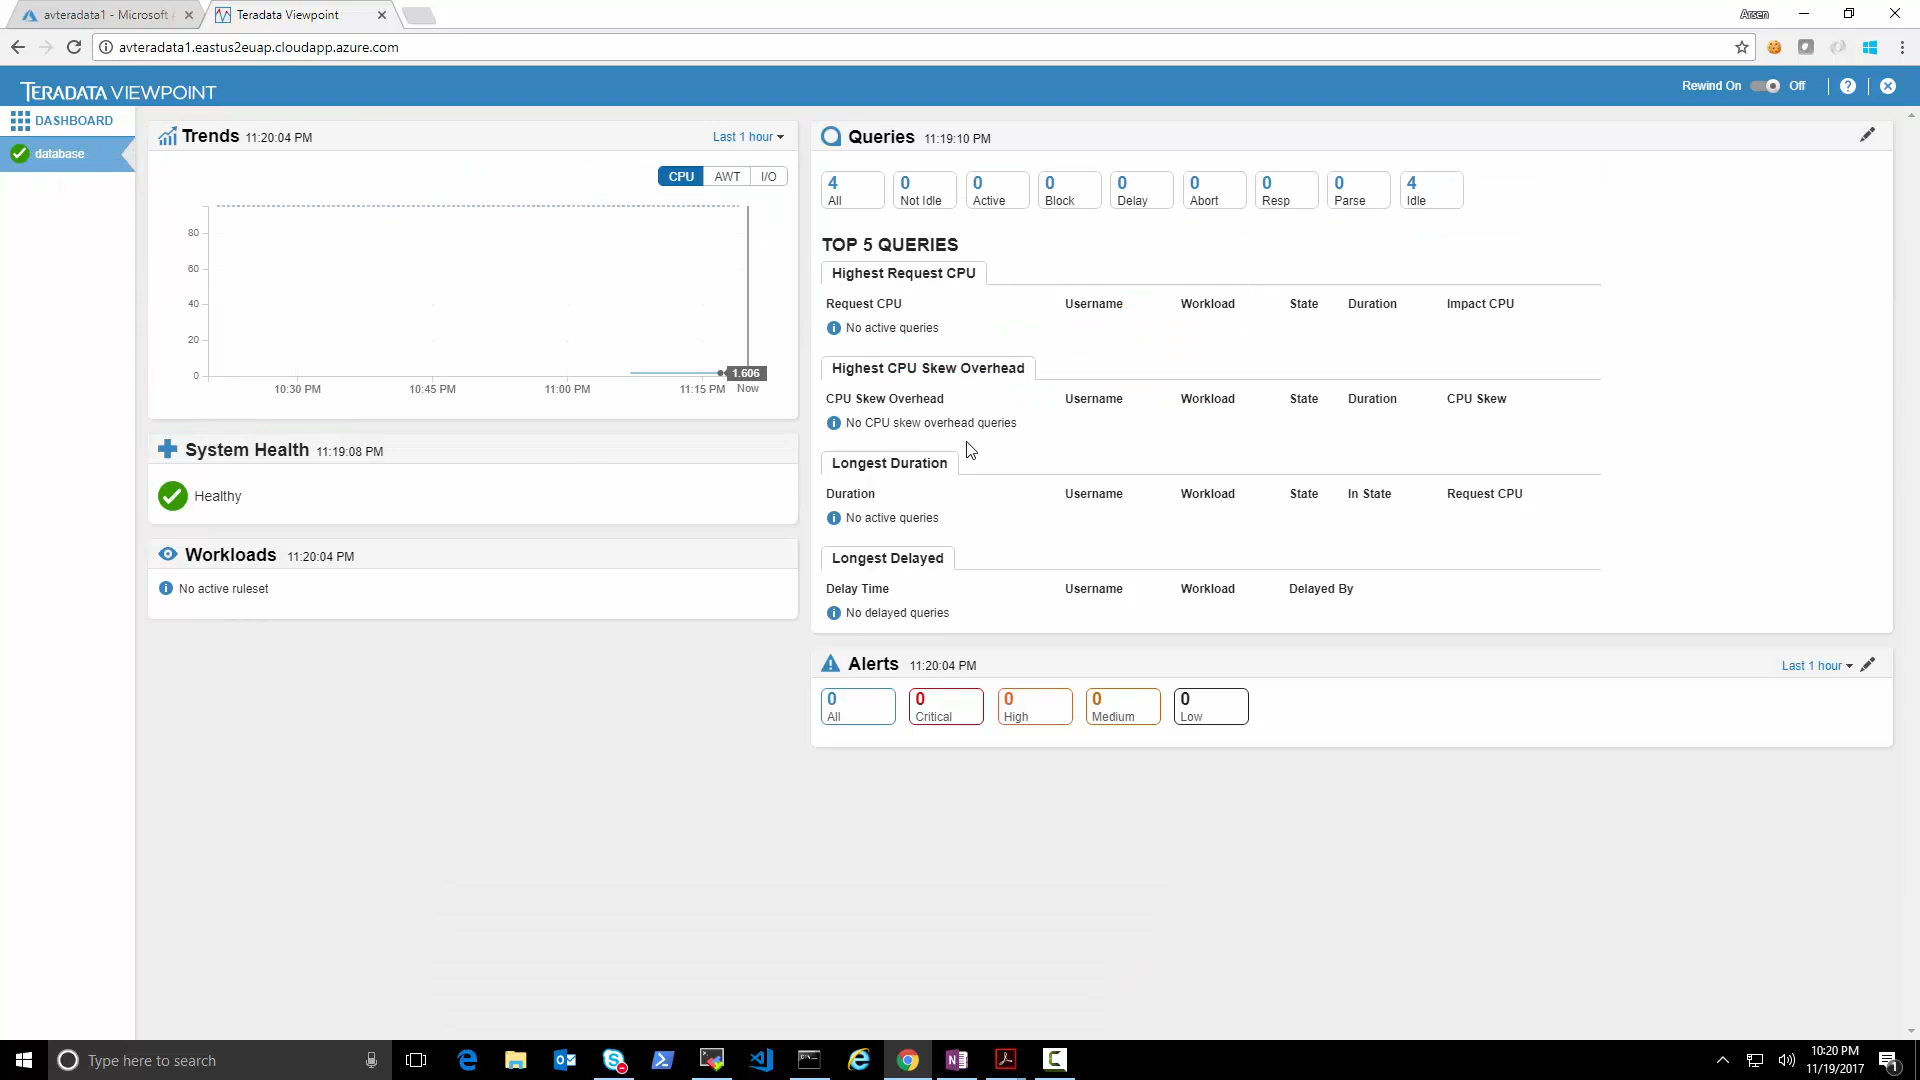 avteradata1 - Microsoft
Teradata Viewpoint
Arsen
avteradata1.eastus2euap.cloudapp.azure.com
TERADATA VIEWPOINT
Rewind On
Off
DASHBOARD
database
Trends 11:20:04 PM
Last 1 hour
CPU AWT I/O
80
60
40
20
0
1.606
10:30 PM 10:45 PM 11:00 PM 11:15 PM Now
System Health 11:19:08 PM
Healthy
Workloads 11:20:04 PM
No active ruleset
Queries 11:19:10 PM
4 0 0 0 0 0 0 0 4
All Not Idle Active Block Delay Abort Resp Parse Idle
TOP 5 QUERIES
Highest Request CPU
Request CPU Username Workload State Duration Impact CPU
No active queries
Highest CPU Skew Overhead
CPU Skew Overhead Username Workload State Duration CPU Skew
No CPU skew overhead queries
Longest Duration
Duration Username Workload State In State Request CPU
No active queries
Longest Delayed
Delay Time Username Workload Delayed By
No delayed queries
Alerts 11:20:04 PM
Last 1 hour
0 0 0 0 0
All Critical High Medium Low
Type here to search
10:20 PM
11/19/2017
1